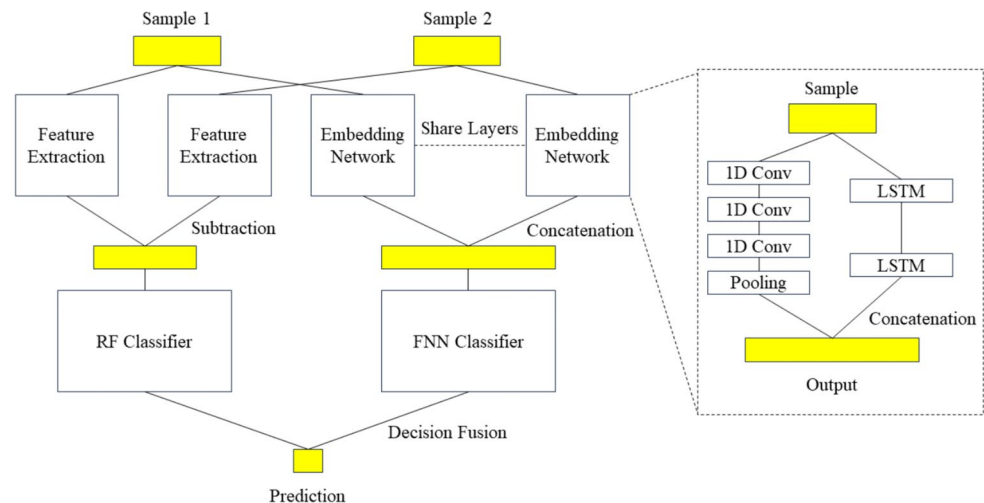 Sample 1
Sample 2
Feature
Extraction
Feature
Extraction
Embedding
Network
Share Layers
Embedding
Network
Subtraction
Concatenation
RF Classifier
FNN Classifier
Decision Fusion
Prediction
Sample
1D Conv
1D Conv
1D Conv
Pooling
LSTM
LSTM
Concatenation
Output